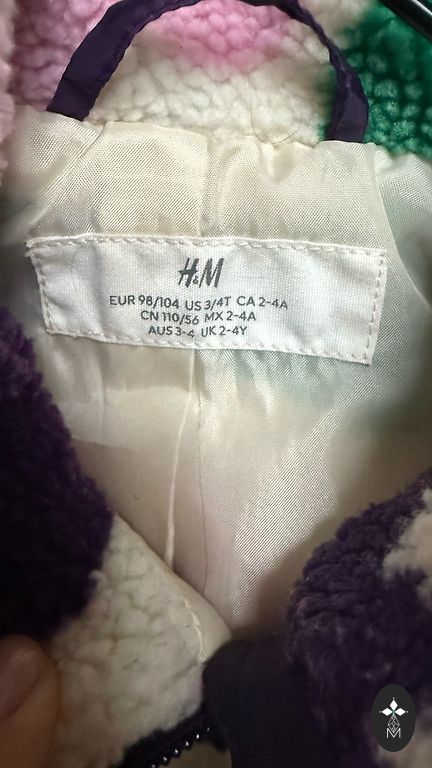 H&M
EUR 98/104 US 3/4T CA 2-4A
CN 110/56 MX 2-4A
AUS 3-4 UK 2-4Y
M